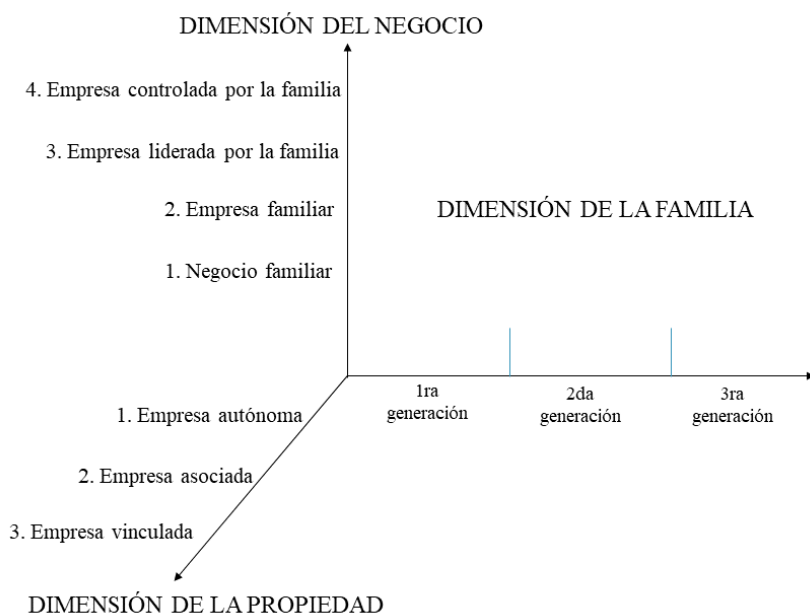 DIMENSIÓN DEL NEGOCIO
4. Empresa controlada por la familia
3. Empresa liderada por la familia
2. Empresa familiar
DIMENSIÓN DE LA FAMILIA
1. Negocio familiar
1ra
generación
2da
generación
3ra
generación
1. Empresa autónoma
2. Empresa asociada
3. Empresa vinculada
DIMENSIÓN DE LA PROPIEDAD